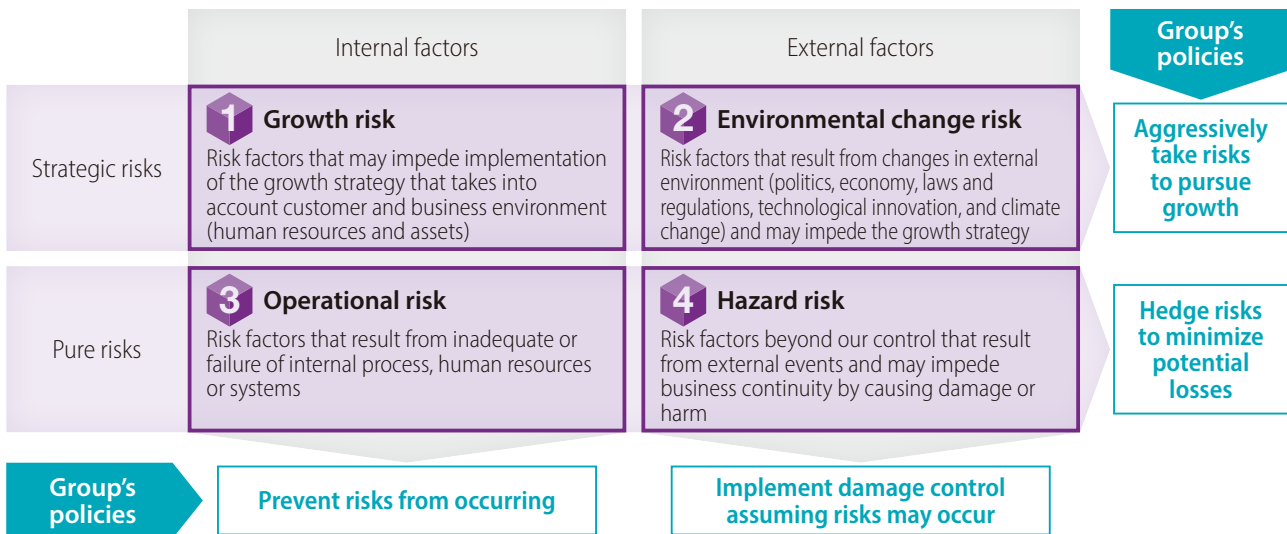 Internal factors
External factors
Group's
policies
Strategic risks
1 Growth risk
Risk factors that may impede implementation
of the growth strategy that takes into
account customer and business environment
(human resources and assets)
2 Environmental change risk
Risk factors that result from changes in external
environment (politics, economy, laws and
regulations, technological innovation, and climate
change) and may impede the growth strategy
Aggressively
take risks
to pursue
growth
Pure risks
3 Operational risk
Risk factors that result from inadequate or
failure of internal process, human resources
or systems
4 Hazard risk
Risk factors beyond our control that result
from external events and may impede
business continuity by causing damage or
harm
Hedge risks
to minimize
potential
losses
Group's
policies
Prevent risks from occurring
Implement damage control
assuming risks may occur